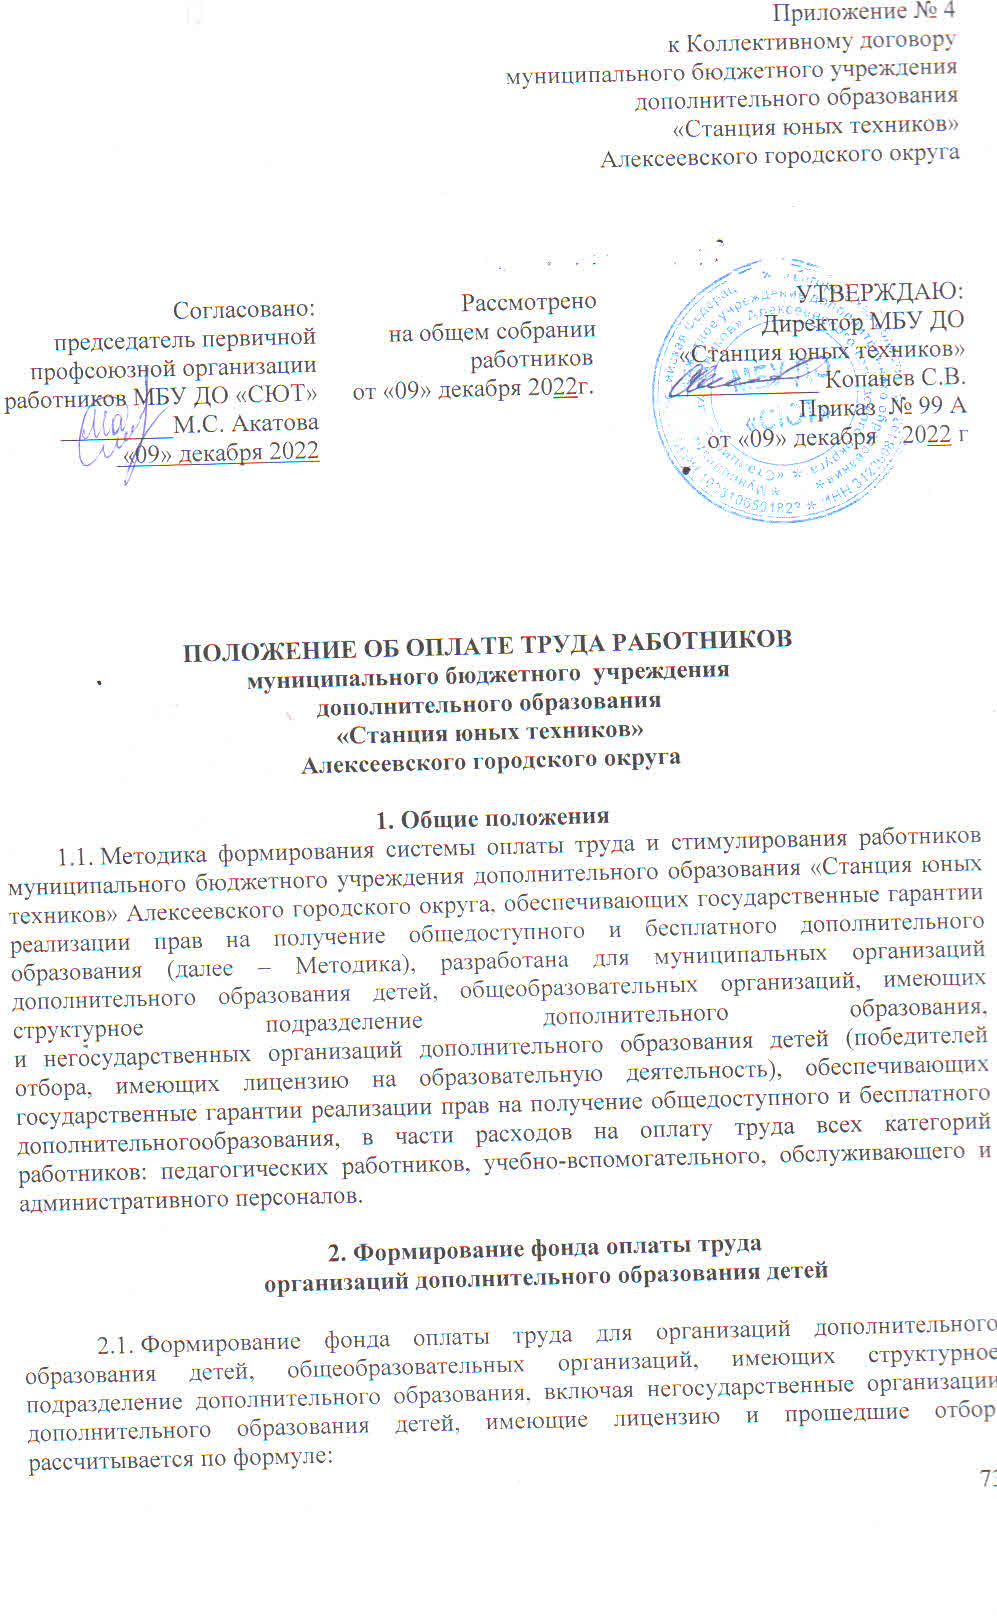 Приложение № 4
к Коллективному договору
муниципального бюджетного учреждения
дополнительного образования
«Станция юных техников»
Алексеевского городского округа
Согласовано:
председатель первичной
профсоюзной организации
работников МБУ ДО «СЮТ»
М.С. Акатова
«09» декабря 2022
Рассмотрено
на общем собрании
работников
от «09» декабря 2022г.
УТВЕРЖДАЮ:
Директор МБУ ДО
«Станция юных техников»
Копанев С.В.
Приказ № 99 А
от «09» декабря 2022 г
МБУ ДО
«СЮТ»
ПОЛОЖЕНИЕ ОБ ОПЛАТЕ ТРУДА РАБОТНИКОВ
муниципального бюджетного учреждения
дополнительного образования
«Станция юных техников»
Алексеевского городского округа
1. Общие положения
1.1. Методика формирования системы оплаты труда и стимулирования работников
муниципального бюджетного учреждения дополнительного образования «Станция юных
техников» Алексеевского городского округа, обеспечивающих государственные гарантии
реализации прав на получение общедоступного и бесплатного дополнительного
образования (далее – Методика), разработана для муниципальных организаций
дополнительного образования детей, общеобразовательных организаций, имеющих
структурное подразделение дополнительного образования,
и негосударственных организаций дополнительного образования детей (победителей
отбора, имеющих лицензию на образовательную деятельность), обеспечивающих
государственные гарантии реализации прав на получение общедоступного и бесплатного
дополнительногообразования, в части расходов на оплату труда всех категорий
работников: педагогических работников, учебно-вспомогательного, обслуживающего и
административного персоналов.
2. Формирование фонда оплаты труда
организаций дополнительного образования детей
2.1. Формирование фонда оплаты труда для организаций дополнительного
образования детей, общеобразовательных организаций, имеющих структурное
подразделение дополнительного образования, включая негосударственные организации
дополнительного образования детей, имеющие лицензию и прошедшие отбор
рассчитывается по формуле:
73